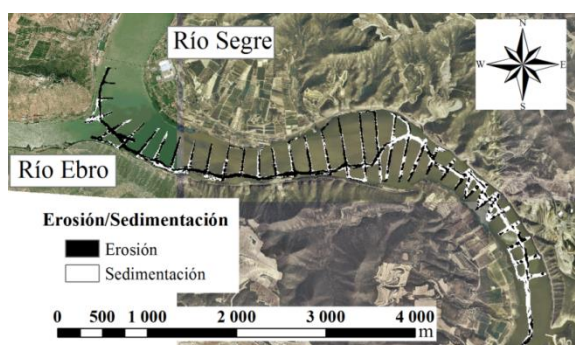 Río Segre
N
W E
S
Río Ebro
Erosión/Sedimentación
Erosión
Sedimentación
0 500 1 000 2 000 3 000 4 000
m